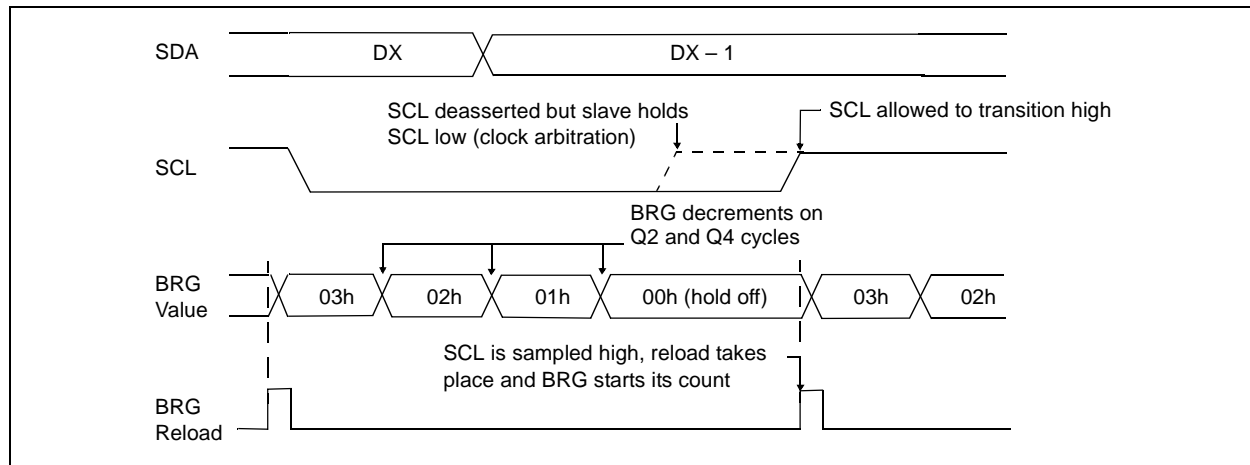 SDA
DX
DX – 1
SCL deasserted but slave holds
SCL low (clock arbitration)
SCL allowed to transition high
SCL
BRG decrements on
Q2 and Q4 cycles
BRG
Value
03h
02h
01h
00h (hold off)
03h
02h
SCL is sampled high, reload takes
place and BRG starts its count
BRG
Reload